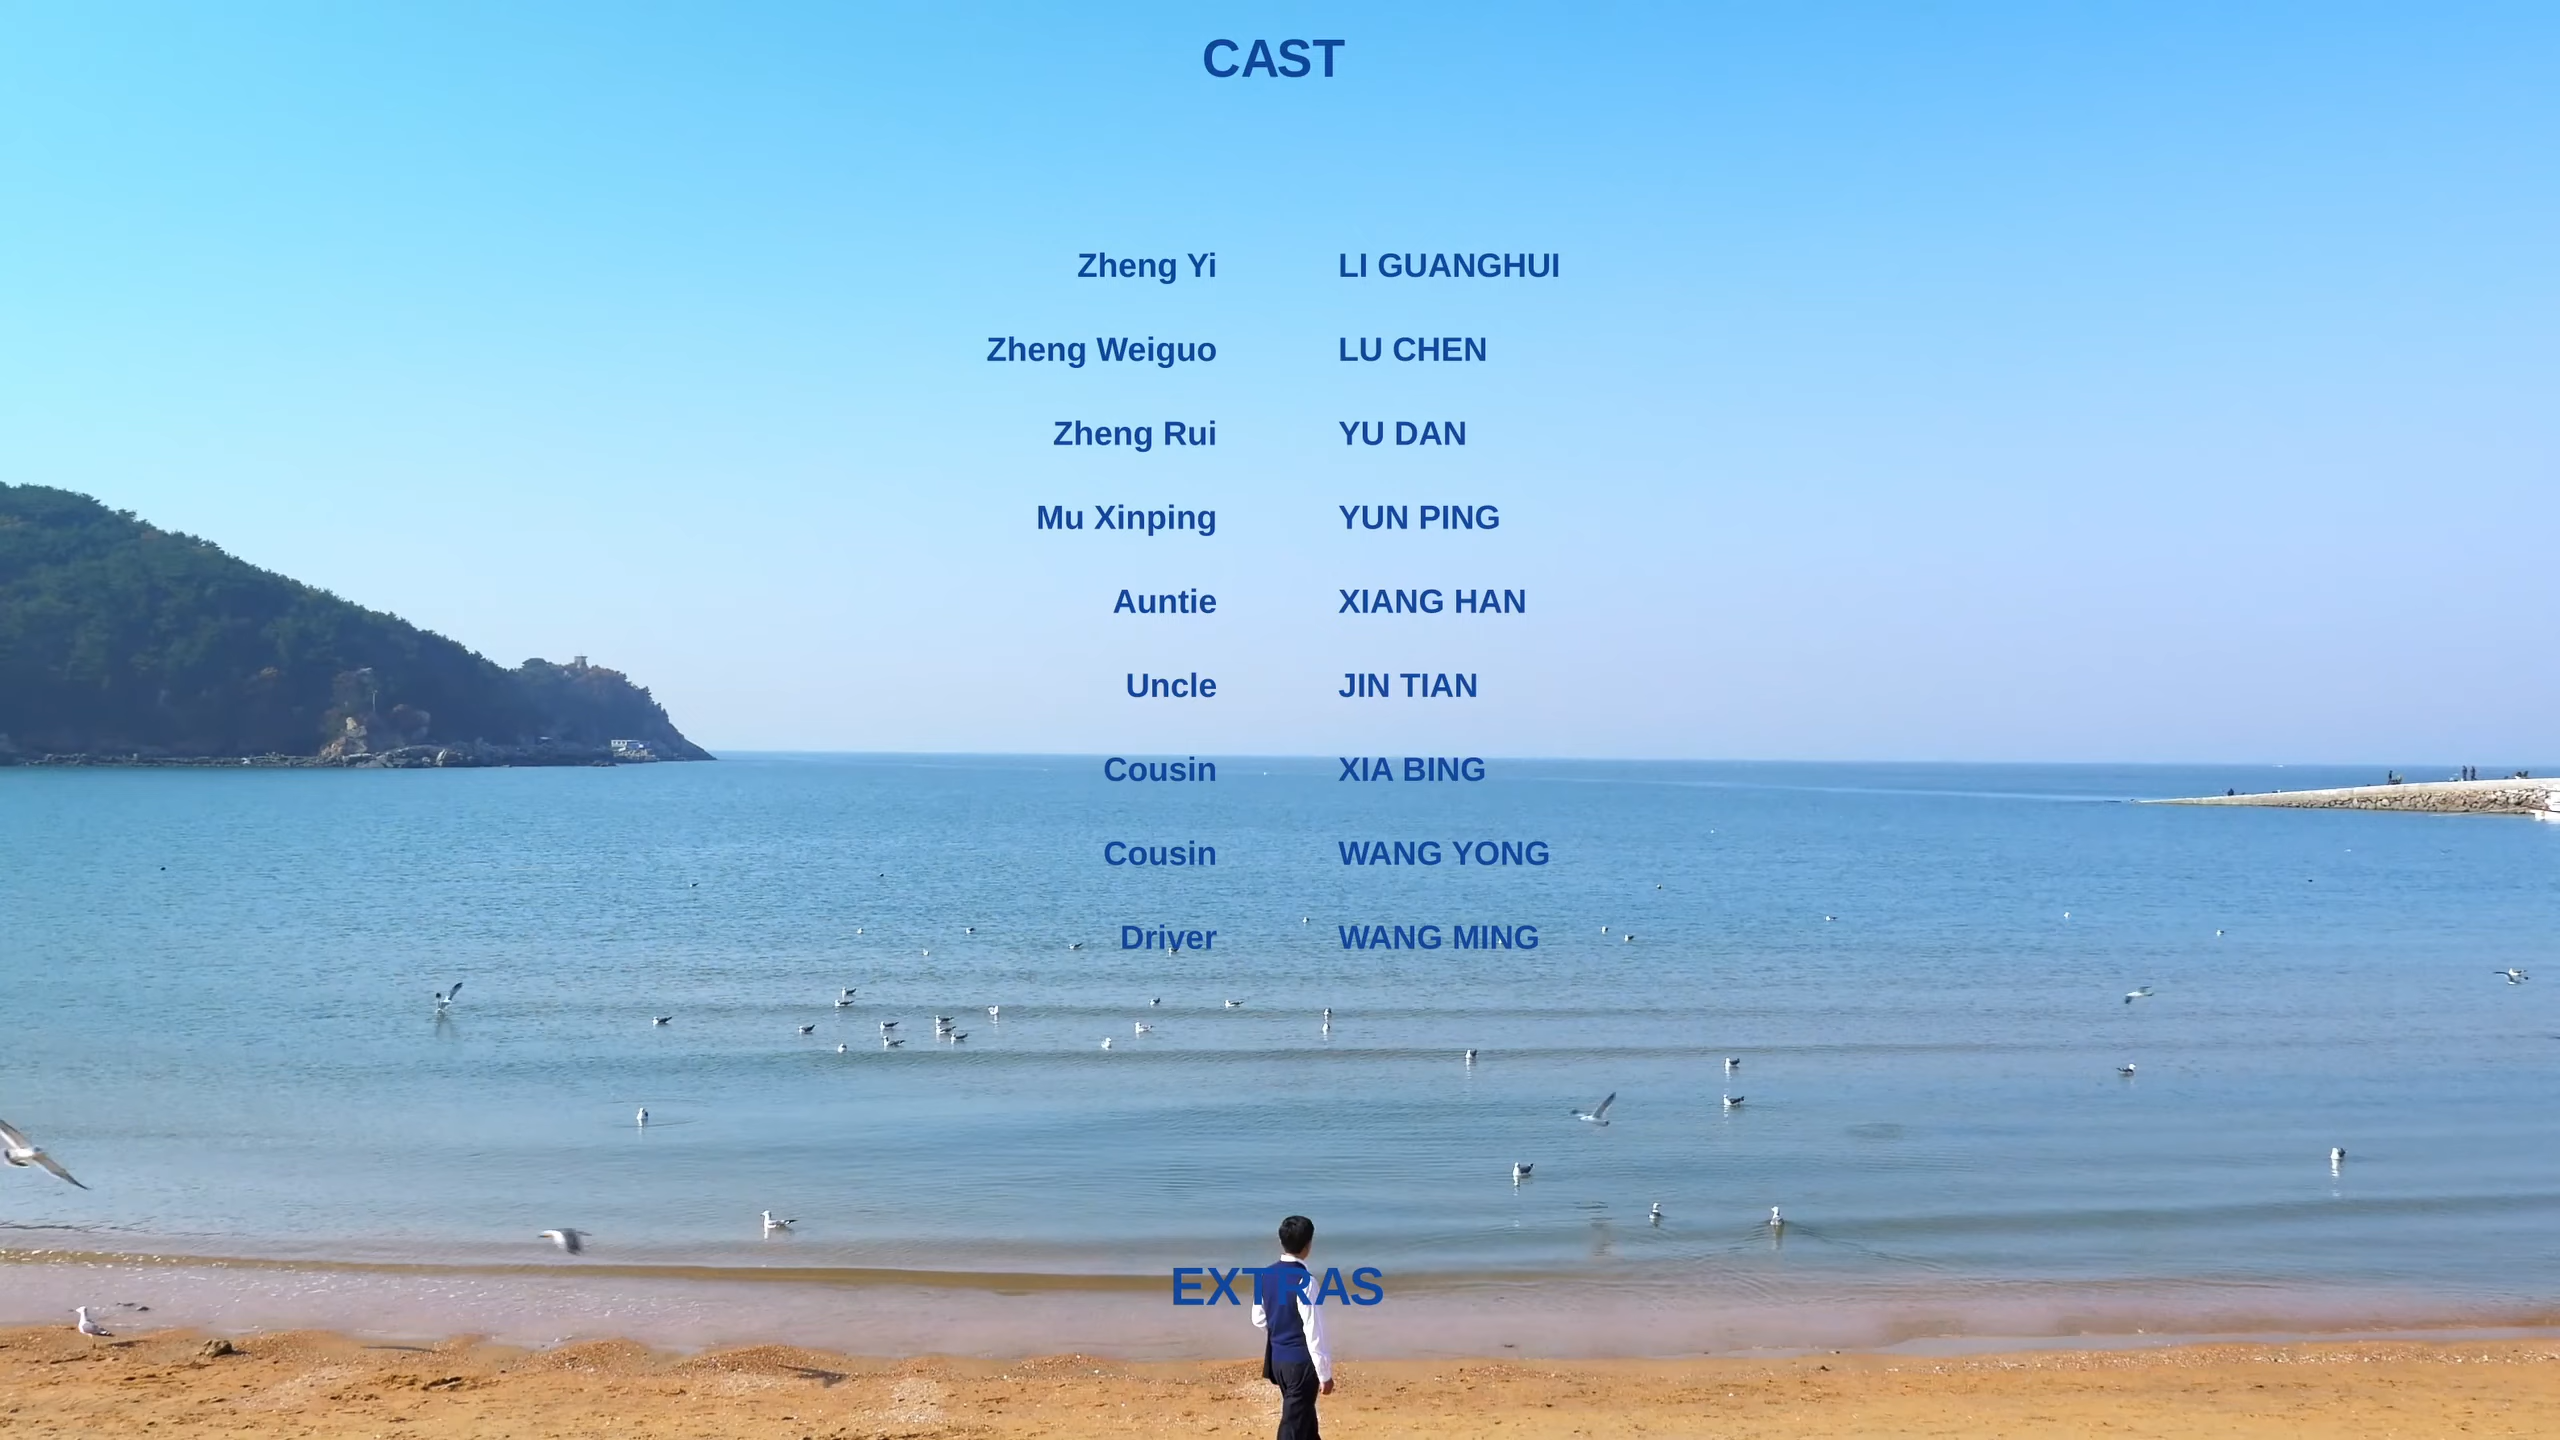 CAST
Zheng Yi LI GUANGHUI
Zheng Weiguo LU CHEN
Zheng Rui YU DAN
Mu Xinping YUN PING
Auntie XIANG HAN
Uncle JIN TIAN
Cousin XIA BING
Cousin WANG YONG
Driver WANG MING
EXTRAS